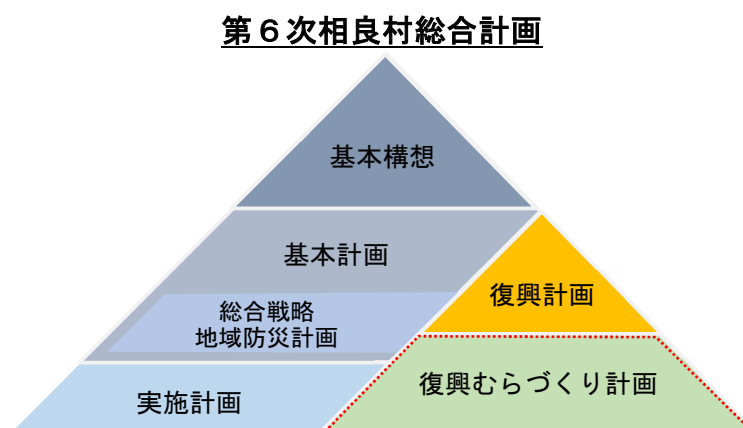 第６次相良村総合計画
基本構想
基本計画
総合戦略
地域防災計画
復興計画
実施計画
復興むらづくり計画